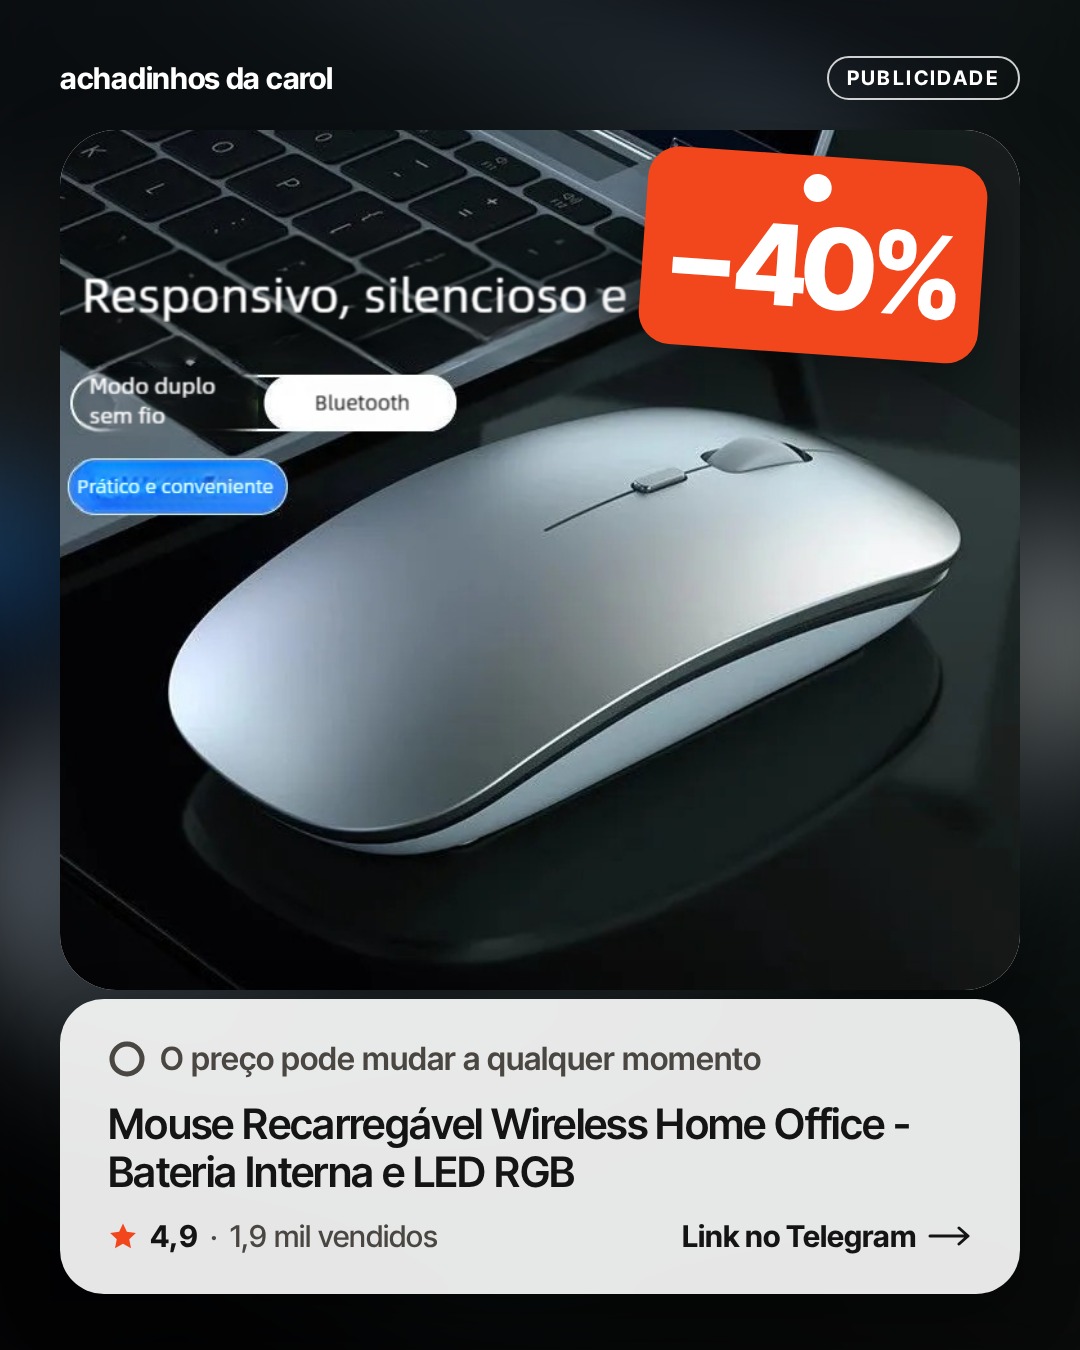 achadinhos da carol
PUBLICIDADE
-40%
Responsivo, silencioso e
Modo duplo
sem fio
Bluetooth
Prático e conveniente
O preço pode mudar a qualquer momento
Mouse Recarregável Wireless Home Office -
Bateria Interna e LED RGB
4,9 · 1,9 mil vendidos
Link no Telegram →